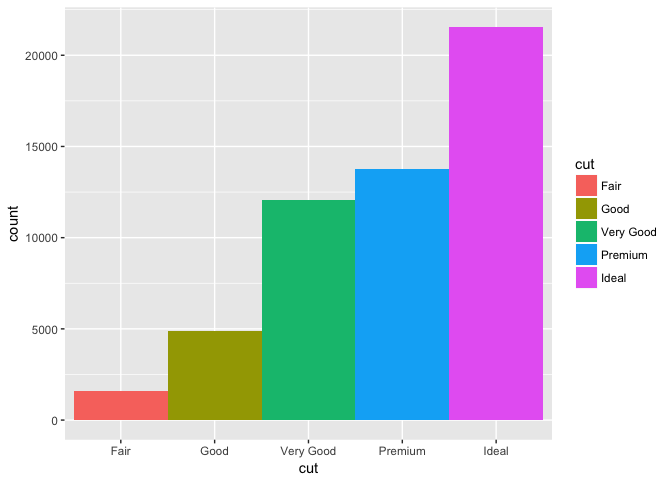 20000
15000
10000
5000
0
count
Fair Good Very Good Premium Ideal
cut
cut
Fair
Good
Very Good
Premium
Ideal